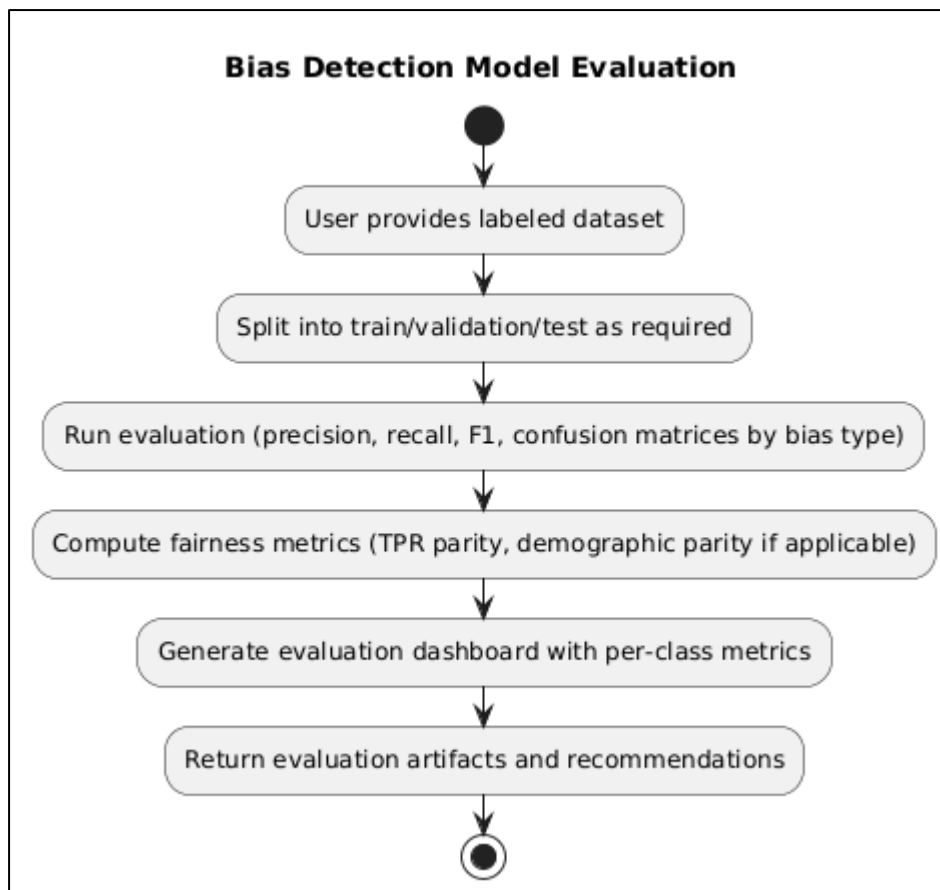 Bias Detection Model Evaluation
User provides labeled dataset
Split into train/validation/test as required
Run evaluation (precision, recall, F1, confusion matrices by bias type)
Compute fairness metrics (TPR parity, demographic parity if applicable)
Generate evaluation dashboard with per-class metrics
Return evaluation artifacts and recommendations